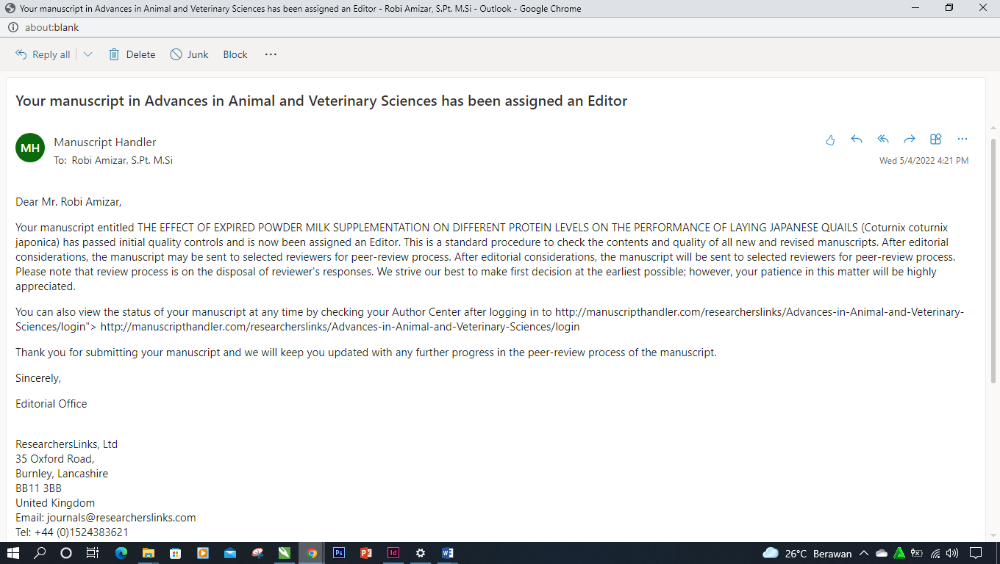 Your manuscript in Advances in Animal and Veterinary Sciences has been assigned an Editor - Robi Amizar, S.Pt. M.Si - Outlook - Google Chrome
about:blank
Reply all Delete Junk Block
Your manuscript in Advances in Animal and Veterinary Sciences has been assigned an Editor
MH
Manuscript Handler
To: Robi Amizar, S.Pt. M.Si
Wed 5/4/2022 4:21 PM
Dear Mr. Robi Amizar,
Your manuscript entitled THE EFFECT OF EXPIRED POWDER MILK SUPPLEMENTATION ON DIFFERENT PROTEIN LEVELS ON THE PERFORMANCE OF LAYING JAPANESE QUAILS (Coturnix coturnix
japonica) has passed initial quality controls and is now been assigned an Editor. This is a standard procedure to check the contents and quality of all new and revised manuscripts. After editorial
considerations, the manuscript may be sent to selected reviewers for peer-review process. After editorial considerations, the manuscript will be sent to selected reviewers for peer-review process.
Please note that review process is on the disposal of reviewer's responses. We strive our best to make first decision at the earliest possible; however, your patience in this matter will be highly
appreciated.
You can also view the status of your manuscript at any time by checking your Author Center after logging in to http://manuscripthandler.com/researcherslinks/Advances-in-Animal-and-Veterinary-
Sciences/login"> http://manuscripthandler.com/researcherslinks/Advances-in-Animal-and-Veterinary-Sciences/login
Thank you for submitting your manuscript and we will keep you updated with any further progress in the peer-review process of the manuscript.
Sincerely,
Editorial Office
ResearchersLinks, Ltd
35 Oxford Road,
Burnley, Lancashire
BB11 3BB
United Kingdom
Email: journals@researcherslinks.com
Tel: +44 (0)1524383621
Ps
Id
26°C Berawan